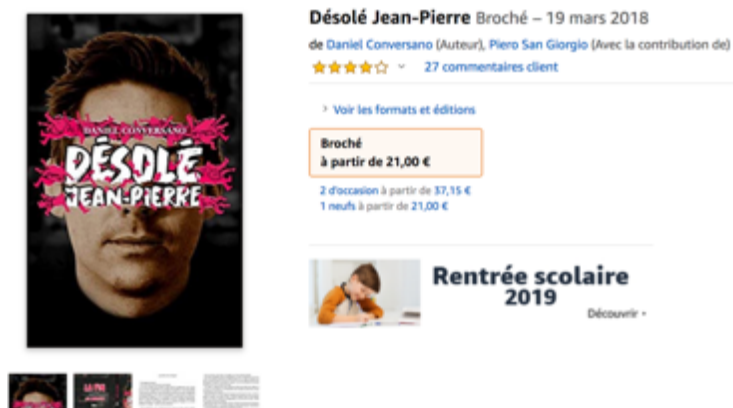 DANIEL CONVERSANO
DÉSOLÉ
JEAN-PIERRE
Désolé Jean-Pierre Broché – 19 mars 2018
de Daniel Conversano (Auteur), Piero San Giorgio (Avec la contribution de)
27 commentaires client
Voir les formats et éditions
Broché
à partir de 21,00 €
2 d'occasion à partir de 37,15 €
1 neufs à partir de 21,00 €
Rentrée scolaire
2019
Découvrir